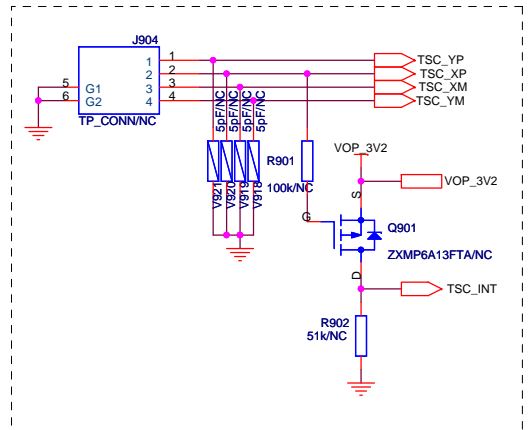 J904
1 1 TSC_YP
2 2 TSC_XP
5 G1 3 3 TSC_XM
6 G2 4 4 TSC_YM
TP_CONN/NC
5pF/NC
5pF/NC
5pF/NC
5pF/NC
V921
V920
V919
V918
R901
100k/NC
VOP_3V2
VOP_3V2
S
G
Q901
ZXMP6A13FTA/NC
D
TSC_INT
R902
51k/NC